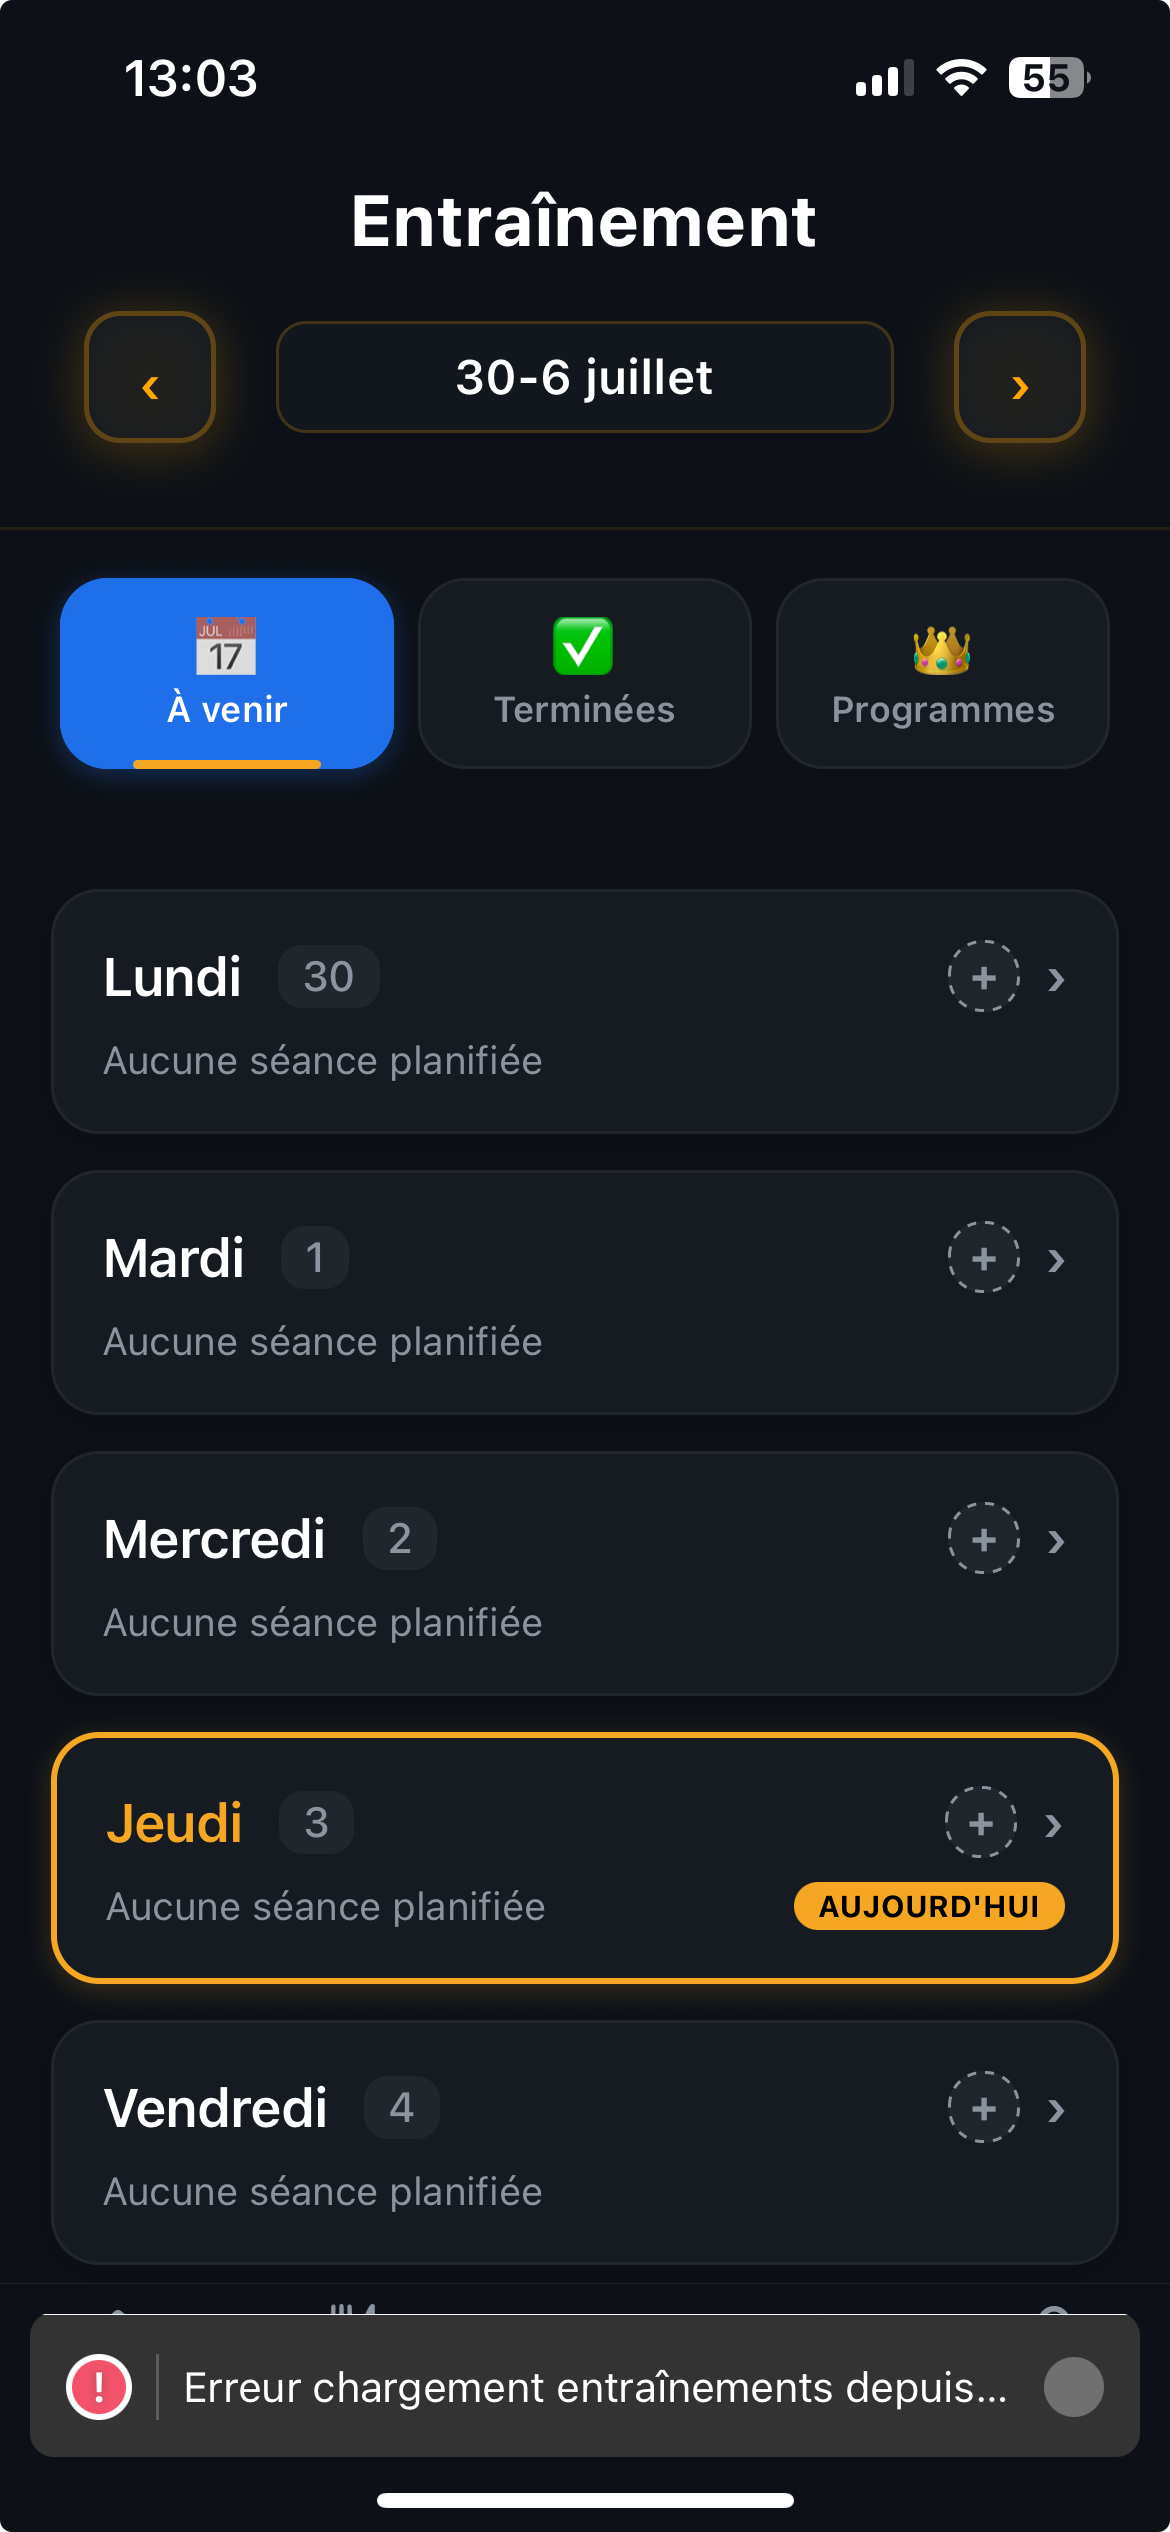 13:03
55
Entraînement
‹
30-6 juillet
›
JUL
17
À venir
Terminées
Programmes
Lundi 30 + ›
Aucune séance planifiée
Mardi 1 + ›
Aucune séance planifiée
Mercredi 2 + ›
Aucune séance planifiée
Jeudi 3 + ›
Aucune séance planifiée AUJOURD'HUI
Vendredi 4 + ›
Aucune séance planifiée
! Erreur chargement entraînements depuis...